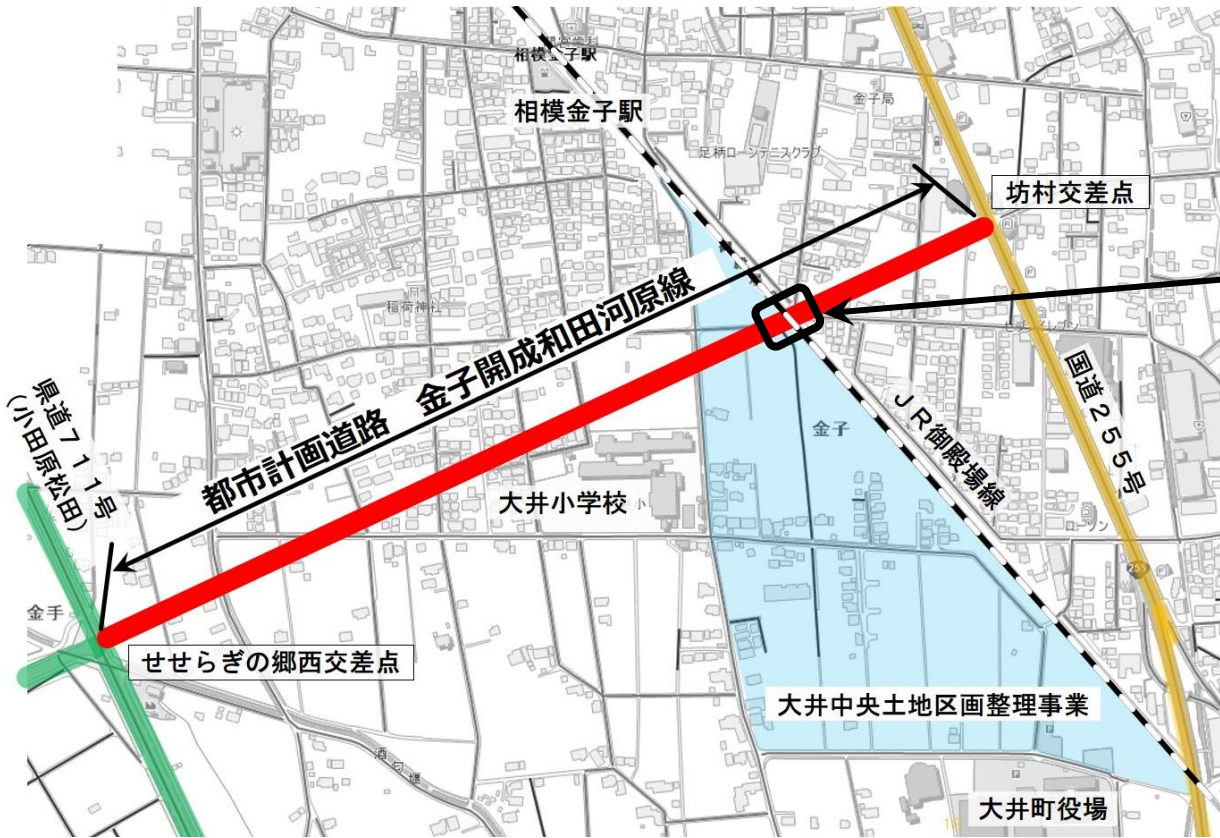 相模金子駅
相模金子駅
金子局
足柄ローンテニスクラブ
坊村交差点
稲荷神社
都市計画道路　金子開成和田河原線
県道７１１号
（小田原松田）
国道２５５号
ＪＲ御殿場線
金子
大井小学校
小
ローソン
255
金手
せせらぎの郷西交差点
大井中央土地区画整理事業
酒匂堰
大井町役場